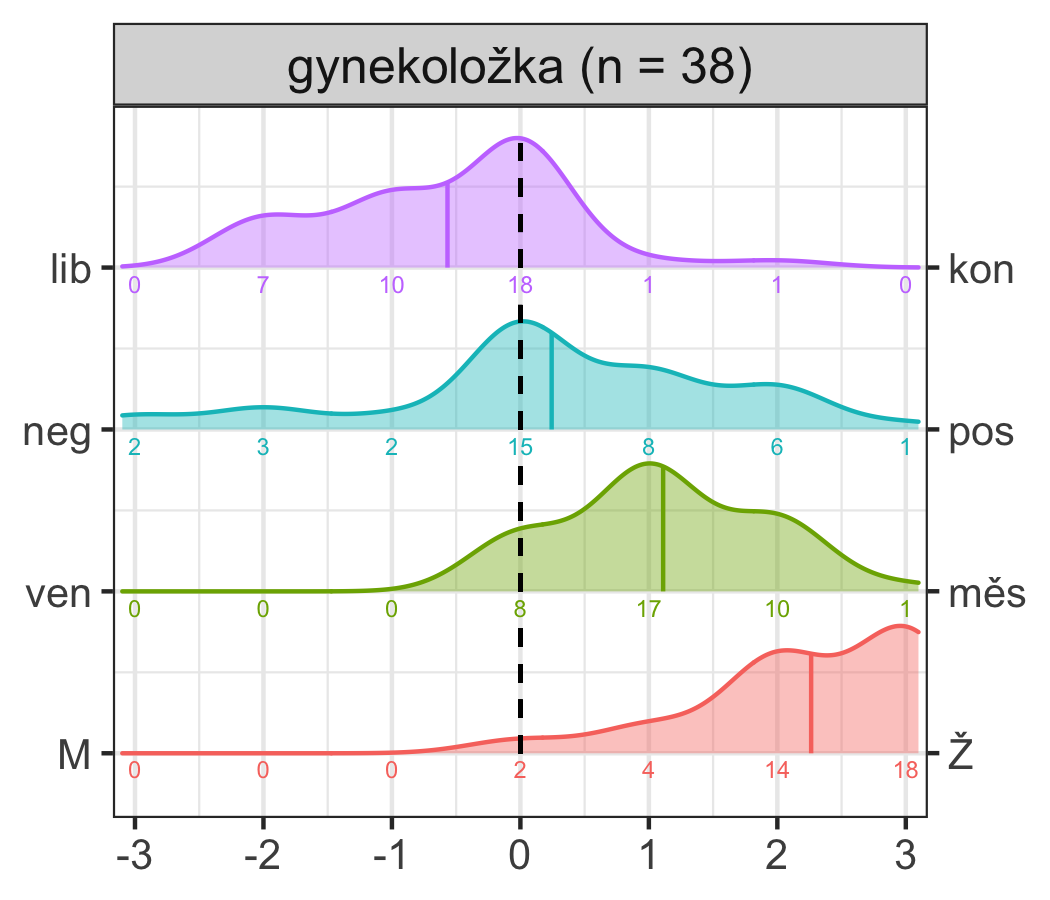 gynekoložka (n = 38)
lib kon
0 7 10 18 1 1 0
neg pos
2 3 2 15 8 6 1
ven měs
0 0 0 8 17 10 1
M Ž
0 0 0 2 4 14 18
-3 -2 -1 0 1 2 3